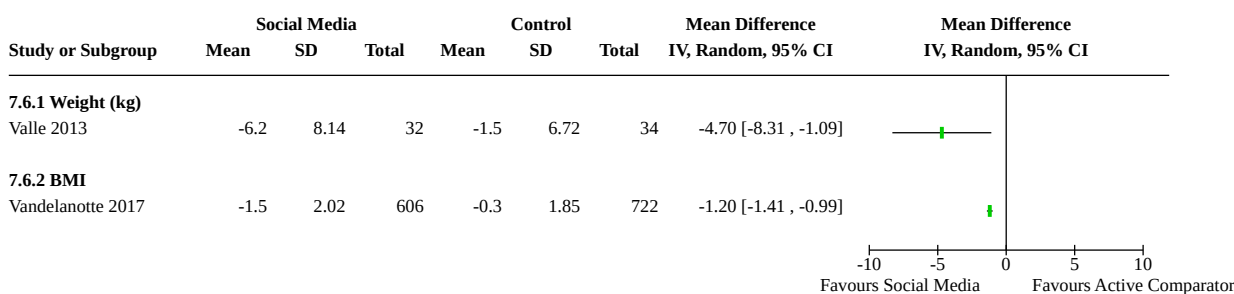 Social Media Control Mean Difference Mean Difference
Study or Subgroup Mean SD Total Mean SD Total IV, Random, 95% CI IV, Random, 95% CI
7.6.1 Weight (kg)
Valle 2013 -6.2 8.14 32 -1.5 6.72 34 -4.70 [-8.31 , -1.09]
7.6.2 BMI
Vandelanotte 2017 -1.5 2.02 606 -0.3 1.85 722 -1.20 [-1.41 , -0.99]
-10 -5 0 5 10
Favours Social Media Favours Active Comparator